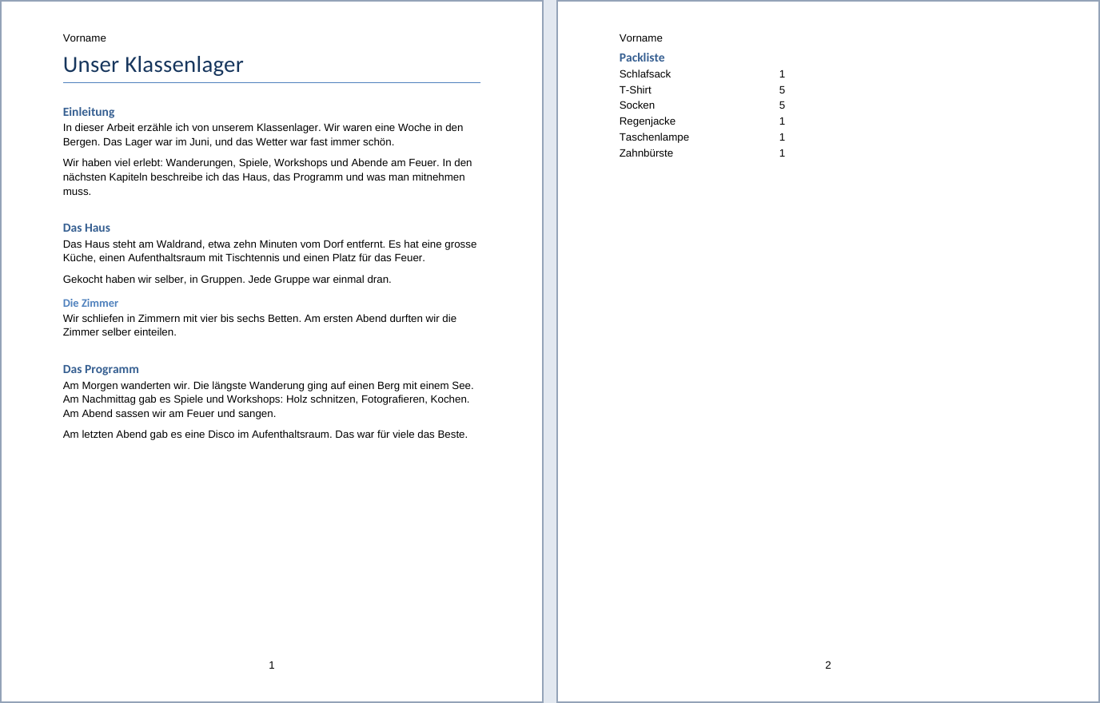 Vorname
Unser Klassenlager
Einleitung
In dieser Arbeit erzähle ich von unserem Klassenlager. Wir waren eine Woche in den
Bergen. Das Lager war im Juni, und das Wetter war fast immer schön.
Wir haben viel erlebt: Wanderungen, Spiele, Workshops und Abende am Feuer. In den
nächsten Kapiteln beschreibe ich das Haus, das Programm und was man mitnehmen
muss.
Das Haus
Das Haus steht am Waldrand, etwa zehn Minuten vom Dorf entfernt. Es hat eine grosse
Küche, einen Aufenthaltsraum mit Tischtennis und einen Platz für das Feuer.
Gekocht haben wir selber, in Gruppen. Jede Gruppe war einmal dran.
Die Zimmer
Wir schliefen in Zimmern mit vier bis sechs Betten. Am ersten Abend durften wir die
Zimmer selber einteilen.
Das Programm
Am Morgen wanderten wir. Die längste Wanderung ging auf einen Berg mit einem See.
Am Nachmittag gab es Spiele und Workshops: Holz schnitzen, Fotografieren, Kochen.
Am Abend sassen wir am Feuer und sangen.
Am letzten Abend gab es eine Disco im Aufenthaltsraum. Das war für viele das Beste.
1
Vorname
Packliste
Schlafsack 1
T-Shirt 5
Socken 5
Regenjacke 1
Taschenlampe 1
Zahnbürste 1
2